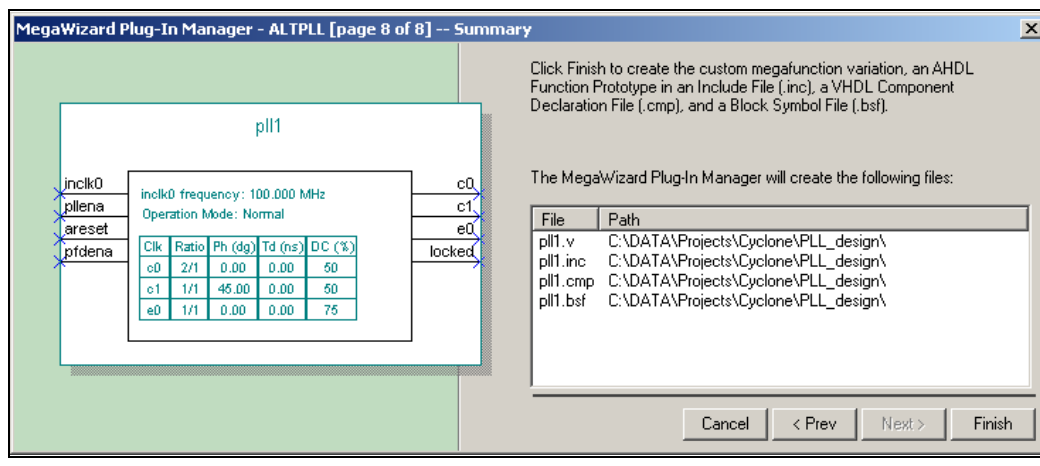 MegaWizard Plug-In Manager - ALTPLL [page 8 of 8] -- Summary
pll1
inclk0
pllena
areset
pfdena
inclk0 frequency: 100.000 MHz
Operation Mode: Normal
Clk Ratio Ph (dg) Td (ns) DC (%)
c0 2/1 0.00 0.00 50
c1 1/1 45.00 0.00 50
e0 1/1 0.00 0.00 75
c0
c1
e0
locked
Click Finish to create the custom megafunction variation, an AHDL
Function Prototype in an Include File (.inc), a VHDL Component
Declaration File (.cmp), and a Block Symbol File (.bsf).
The MegaWizard Plug-In Manager will create the following files:
File Path
pll1.v C:\DATA\Projects\Cyclone\PLL_design\
pll1.inc C:\DATA\Projects\Cyclone\PLL_design\
pll1.cmp C:\DATA\Projects\Cyclone\PLL_design\
pll1.bsf C:\DATA\Projects\Cyclone\PLL_design\
Cancel < Prev Next > Finish